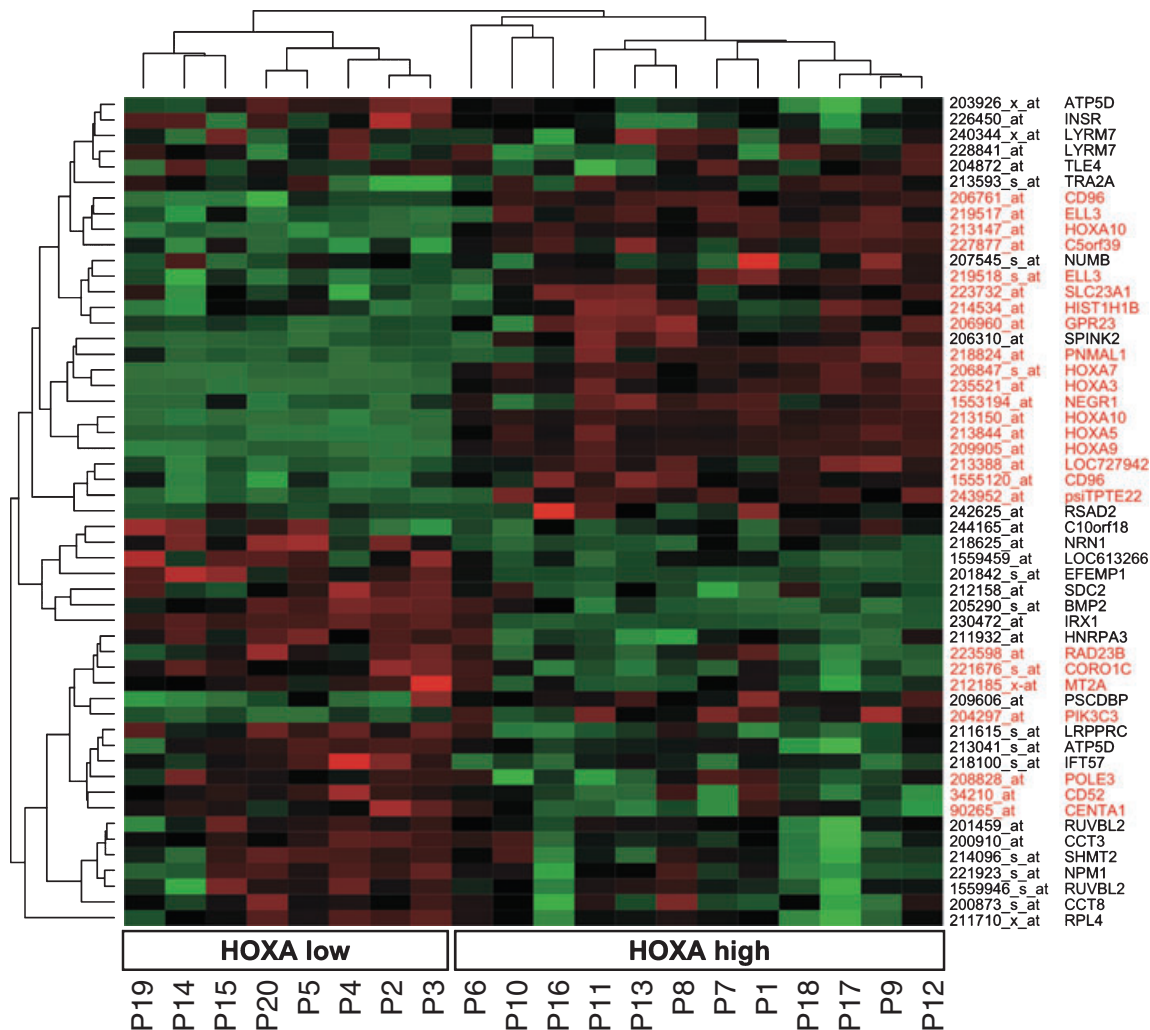 203926_x_at ATP5D
226450_at INSR
240344_x_at LYRM7
228841_at LYRM7
204872_at TLE4
213593_s_at TRA2A
206761_at CD96
219517_at ELL3
213147_at HOXA10
227877_at C5orf39
207545_s_at NUMB
219518_s_at ELL3
223732_at SLC23A1
214534_at HIST1H1B
206960_at GPR23
206310_at SPINK2
218824_at PNMAL1
206847_s_at HOXA7
235521_at HOXA3
1553194_at NEGR1
213150_at HOXA10
213844_at HOXA5
209905_at HOXA9
213388_at LOC727942
1555120_at CD96
243952_at psiTPTE22
242625_at RSAD2
244165_at C10orf18
218625_at NRN1
1559459_at LOC613266
201842_s_at EFEMP1
212158_at SDC2
205290_s_at BMP2
230472_at IRX1
211932_at HNRPA3
223598_at RAD23B
221676_s_at CORO1C
212185_x-at MT2A
209606_at PSCDBP
204297_at PIK3C3
211615_s_at LRPPRC
213041_s_at ATP5D
218100_s_at IFT57
208828_at POLE3
34210_at CD52
90265_at CENTA1
201459_at RUVBL2
200910_at CCT3
214096_s_at SHMT2
221923_s_at NPM1
1559946_s_at RUVBL2
200873_s_at CCT8
211710_x_at RPL4
HOXA low HOXA high
P19 P14 P15 P20 P5 P4 P2 P3 P6 P10 P16 P11 P13 P8 P7 P1 P18 P17 P9 P12